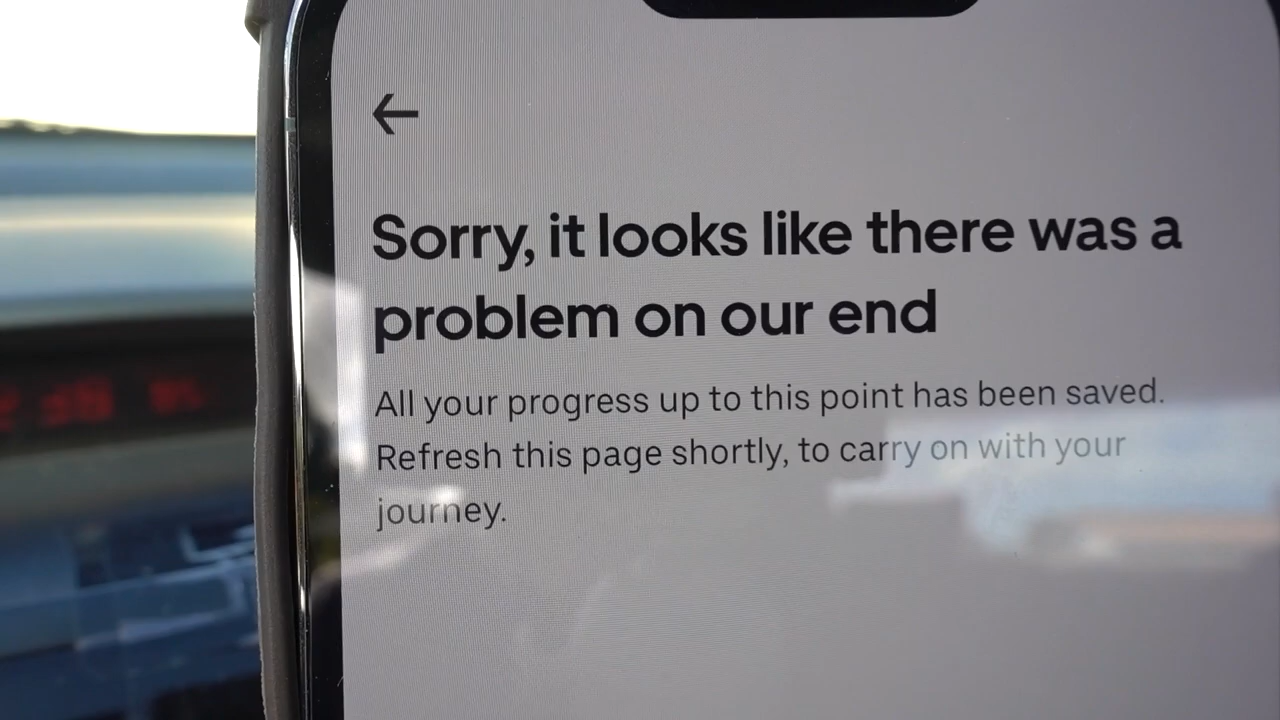 Sorry, it looks like there was a
problem on our end
All your progress up to this point has been saved.
Refresh this page shortly, to carry on with your
journey.